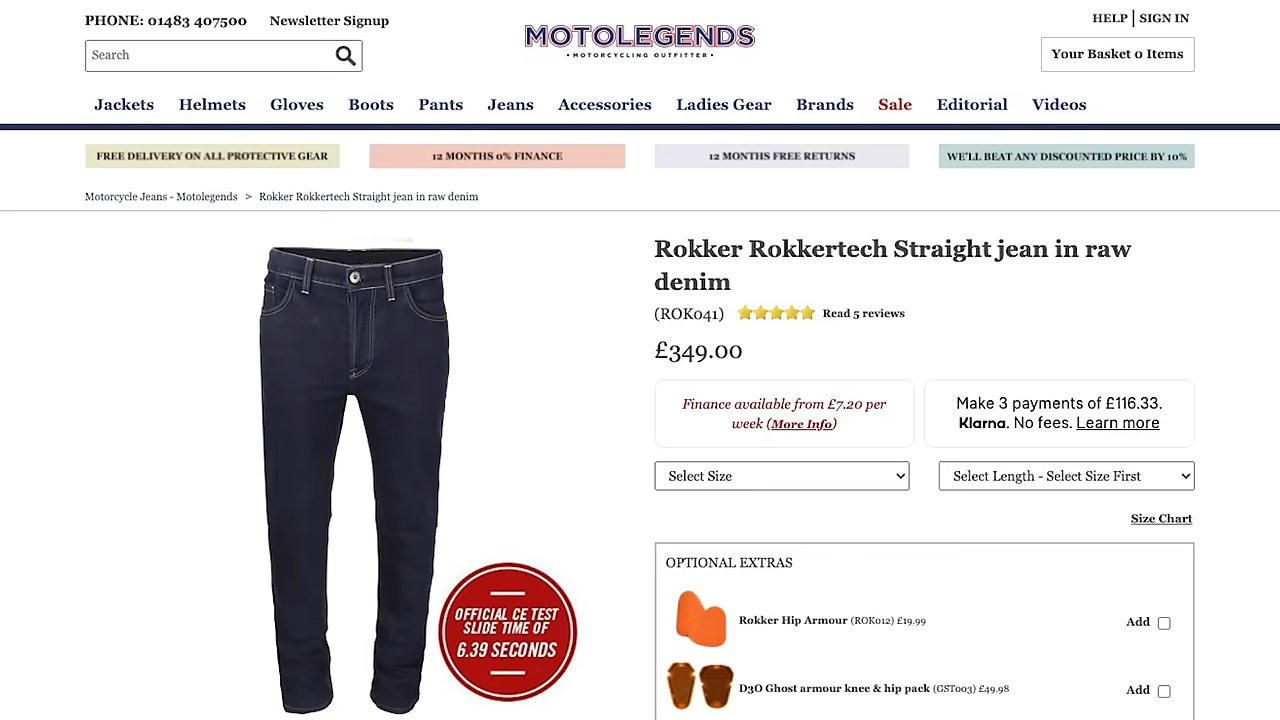 PHONE: 01483 407500
Newsletter Signup
Search
MOTOLEGENDS
• MOTORCYCLING OUTFITTER •
HELP | SIGN IN
Your Basket 0 Items
Jackets Helmets Gloves Boots Pants Jeans Accessories Ladies Gear Brands Sale Editorial Videos
FREE DELIVERY ON ALL PROTECTIVE GEAR
12 MONTHS 0% FINANCE
12 MONTHS FREE RETURNS
WE'LL BEAT ANY DISCOUNTED PRICE BY 10%
Motorcycle Jeans - Motolegends > Rokker Rokkertech Straight jean in raw denim
OFFICIAL CE TEST
SLIDE TIME OF
6.39 SECONDS
Rokker Rokkertech Straight jean in raw
denim
(ROK041) Read 5 reviews
£349.00
Finance available from £7.20 per
week (More Info)
Make 3 payments of £116.33.
Klarna. No fees. Learn more
Select Size
Select Length - Select Size First
Size Chart
OPTIONAL EXTRAS
Rokker Hip Armour (ROK012) £19.99 Add
D3O Ghost armour knee & hip pack (GST003) £49.98 Add